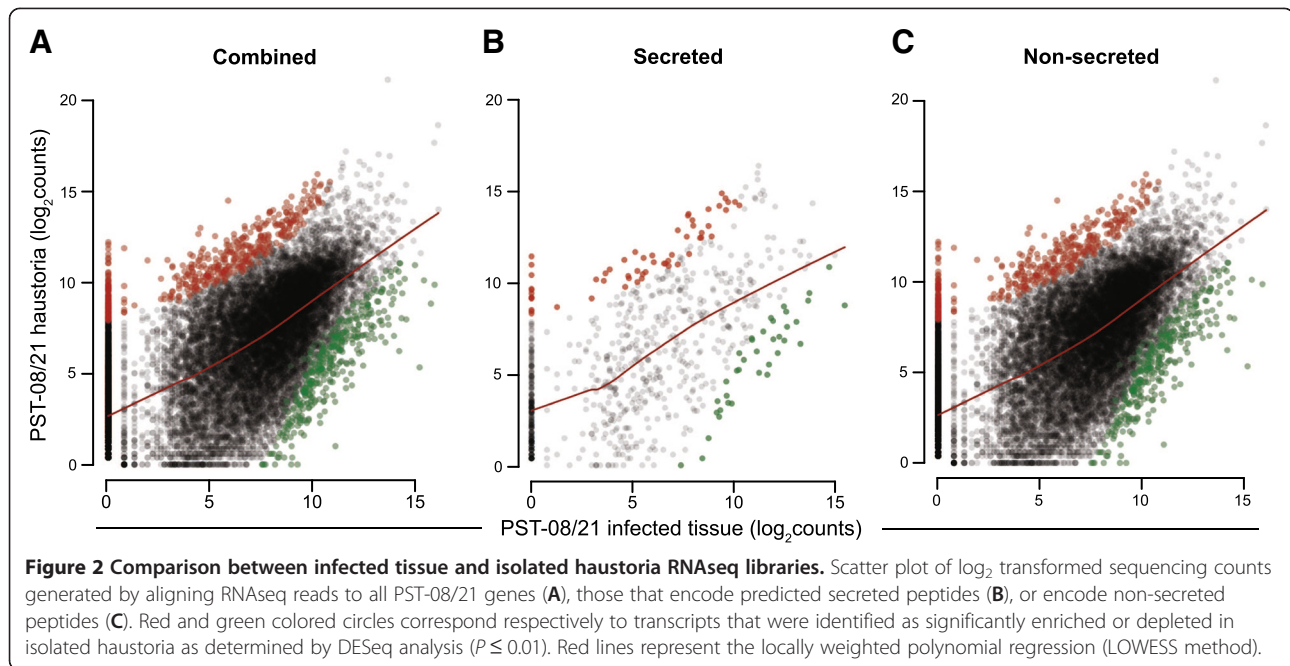 A
Combined
B
Secreted
C
Non-secreted
PST-08/21 haustoria (log₂counts)
20
15
10
5
0
0
5
10
15
20
15
10
5
0
0
5
10
15
20
15
10
5
0
0
5
10
15
PST-08/21 infected tissue (log₂counts)
Figure 2 Comparison between infected tissue and isolated haustoria RNAseq libraries. Scatter plot of log₂ transformed sequencing counts
generated by aligning RNAseq reads to all PST-08/21 genes (A), those that encode predicted secreted peptides (B), or encode non-secreted
peptides (C). Red and green colored circles correspond respectively to transcripts that were identified as significantly enriched or depleted in
isolated haustoria as determined by DESeq analysis (P ≤ 0.01). Red lines represent the locally weighted polynomial regression (LOWESS method).